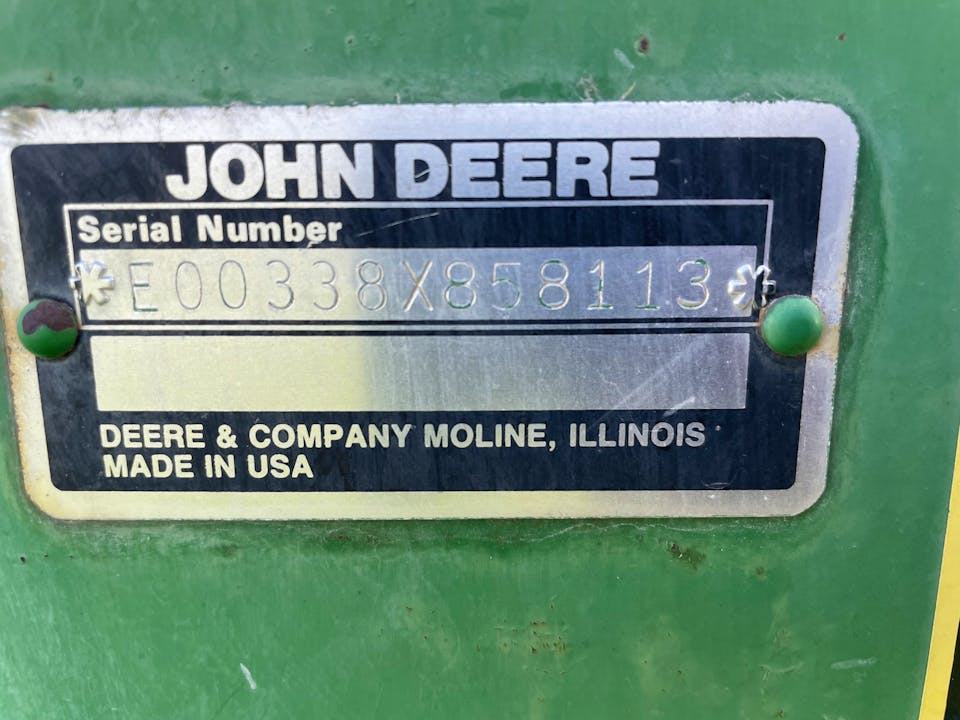 JOHN DEERE
Serial Number
*E00338X858113*
DEERE & COMPANY MOLINE, ILLINOIS
MADE IN USA